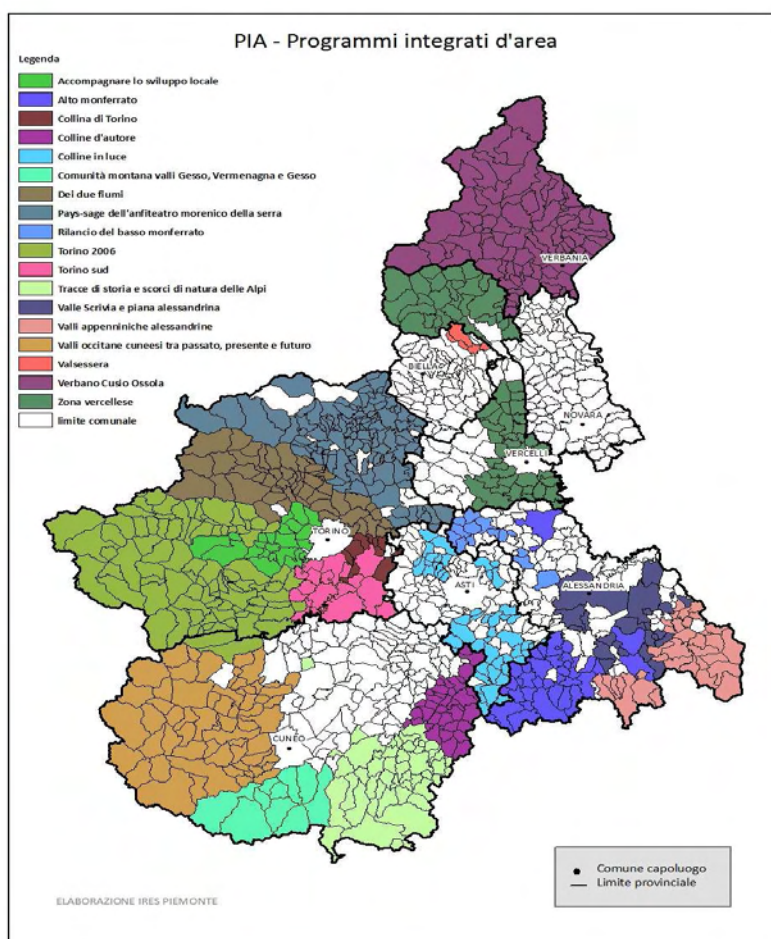 PIA - Programmi integrati d'area
Legenda
Accompagnare lo sviluppo locale
Alto monferrato
Collina di Torino
Colline d'autore
Colline in luce
Comunità montana valli Gesso, Vermenagna e Gesso
Dei due fiumi
Pays-sage dell'anfiteatro morenico della serra
Rilancio del basso monferrato
Torino 2006
Torino sud
Tracce di storia e scorci di natura delle Alpi
Valle Scrivia e piana alessandrina
Valli appenniniche alessandrine
Valli occitane cuneesi tra passato, presente e futuro
Valsessera
Verbano Cusio Ossola
Zona vercellese
limite comunale
VERBANIA
BIELLA
NOVARA
VERCELLI
TORINO
ASTI
ALESSANDRIA
CUNEO
Comune capoluogo
Limite provinciale
ELABORAZIONE IRES PIEMONTE